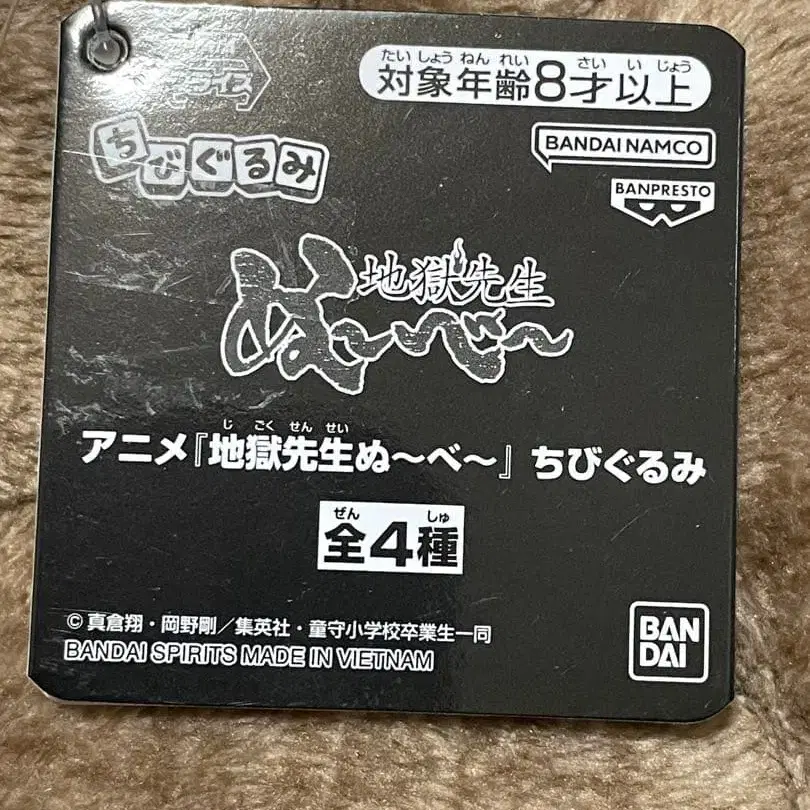 ライズ
たいしょうねんれい さいいじょう
対象年齢8才以上
ちびぐるみ
BANDAI NAMCO
BANPRESTO
地獄先生
ぬ〜べ〜
じごくせんせい
アニメ『地獄先生ぬ〜べ〜』ちびぐるみ
ぜん しゅ
全4種
©真倉翔・岡野剛／集英社・童守小学校卒業生一同
BANDAI SPIRITS MADE IN VIETNAM
BAN
DAI